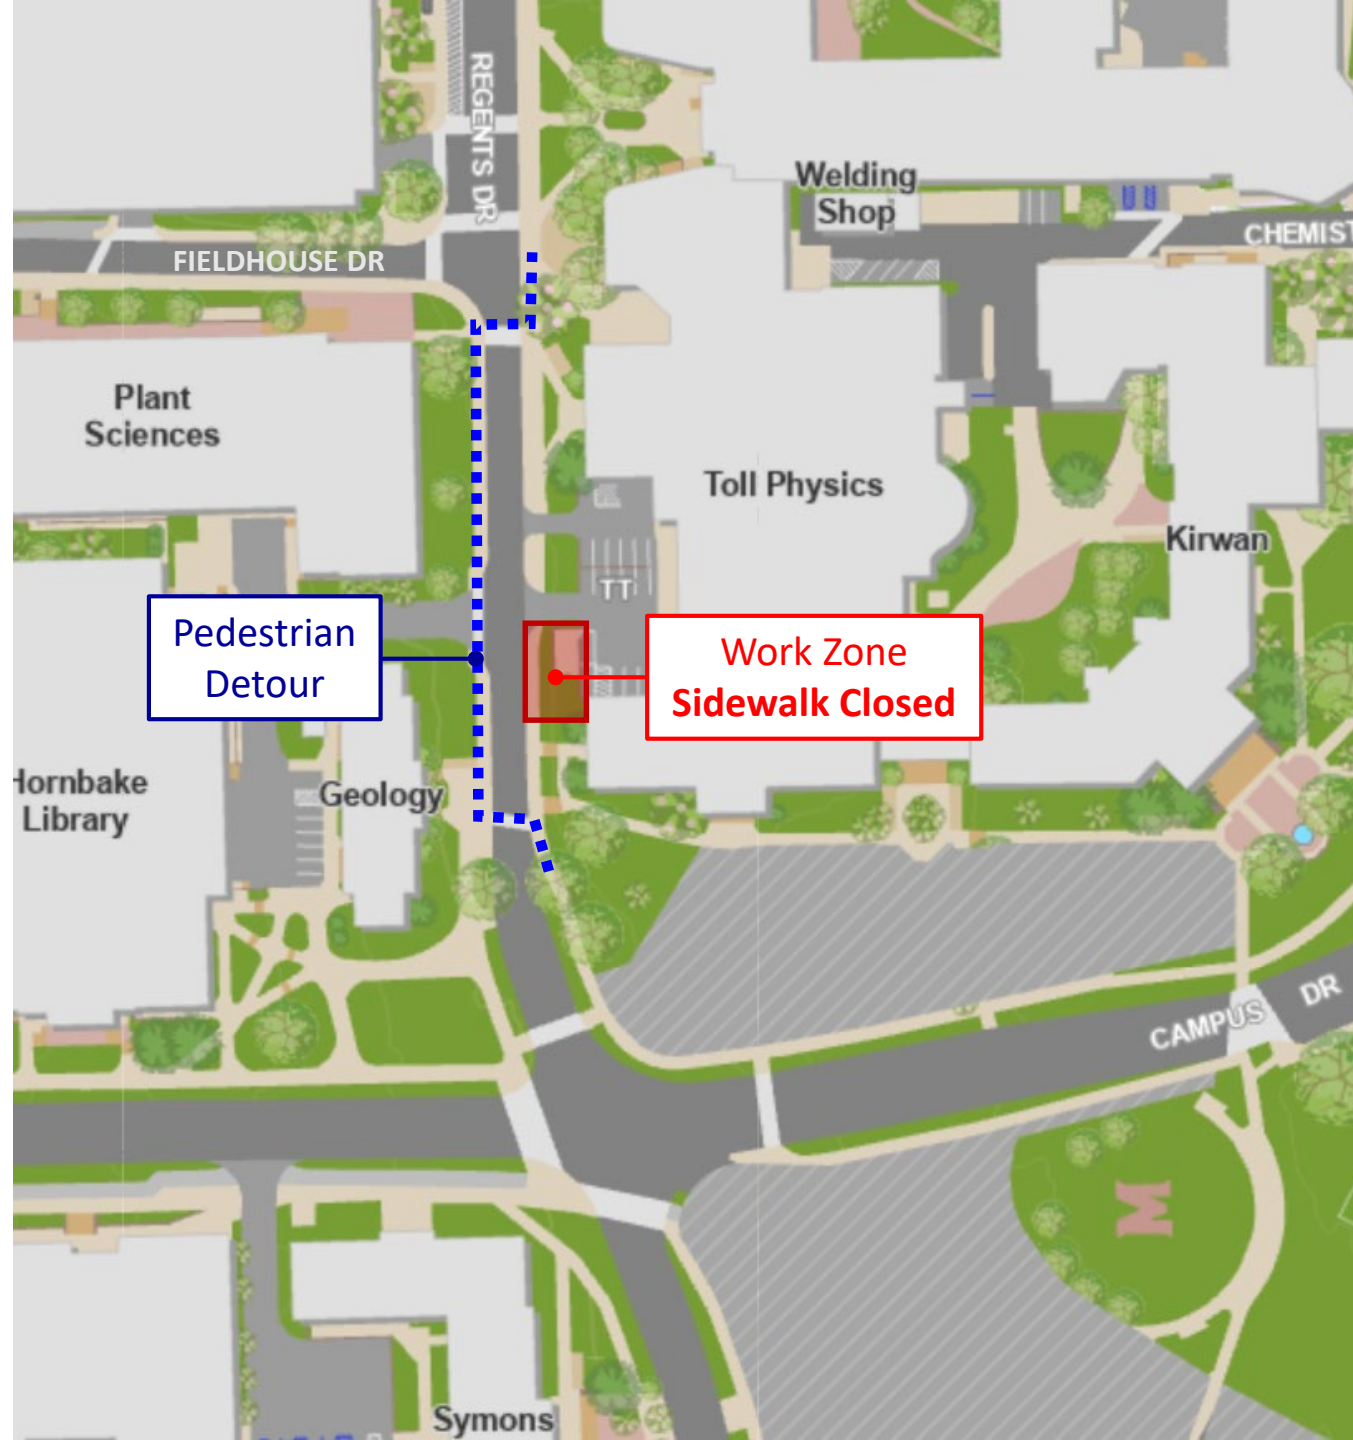 REGENTS DR
Welding
Shop
CHEMIST
FIELDHOUSE DR
Plant
Sciences
Toll Physics
Kirwan
TT
Pedestrian
Detour
Work Zone
Sidewalk Closed
Hornbake
Library
Geology
CAMPUS DR
M
Symons